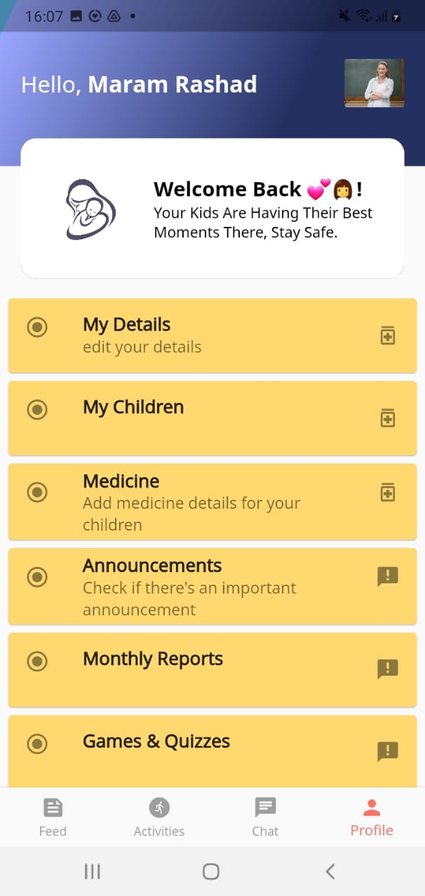 16:07
Hello, Maram Rashad
Welcome Back 💕👩!
Your Kids Are Having Their Best
Moments There, Stay Safe.
My Details
edit your details
My Children
Medicine
Add medicine details for your
children
Announcements
Check if there's an important
announcement
Monthly Reports
Games & Quizzes
Feed
Activities
Chat
Profile